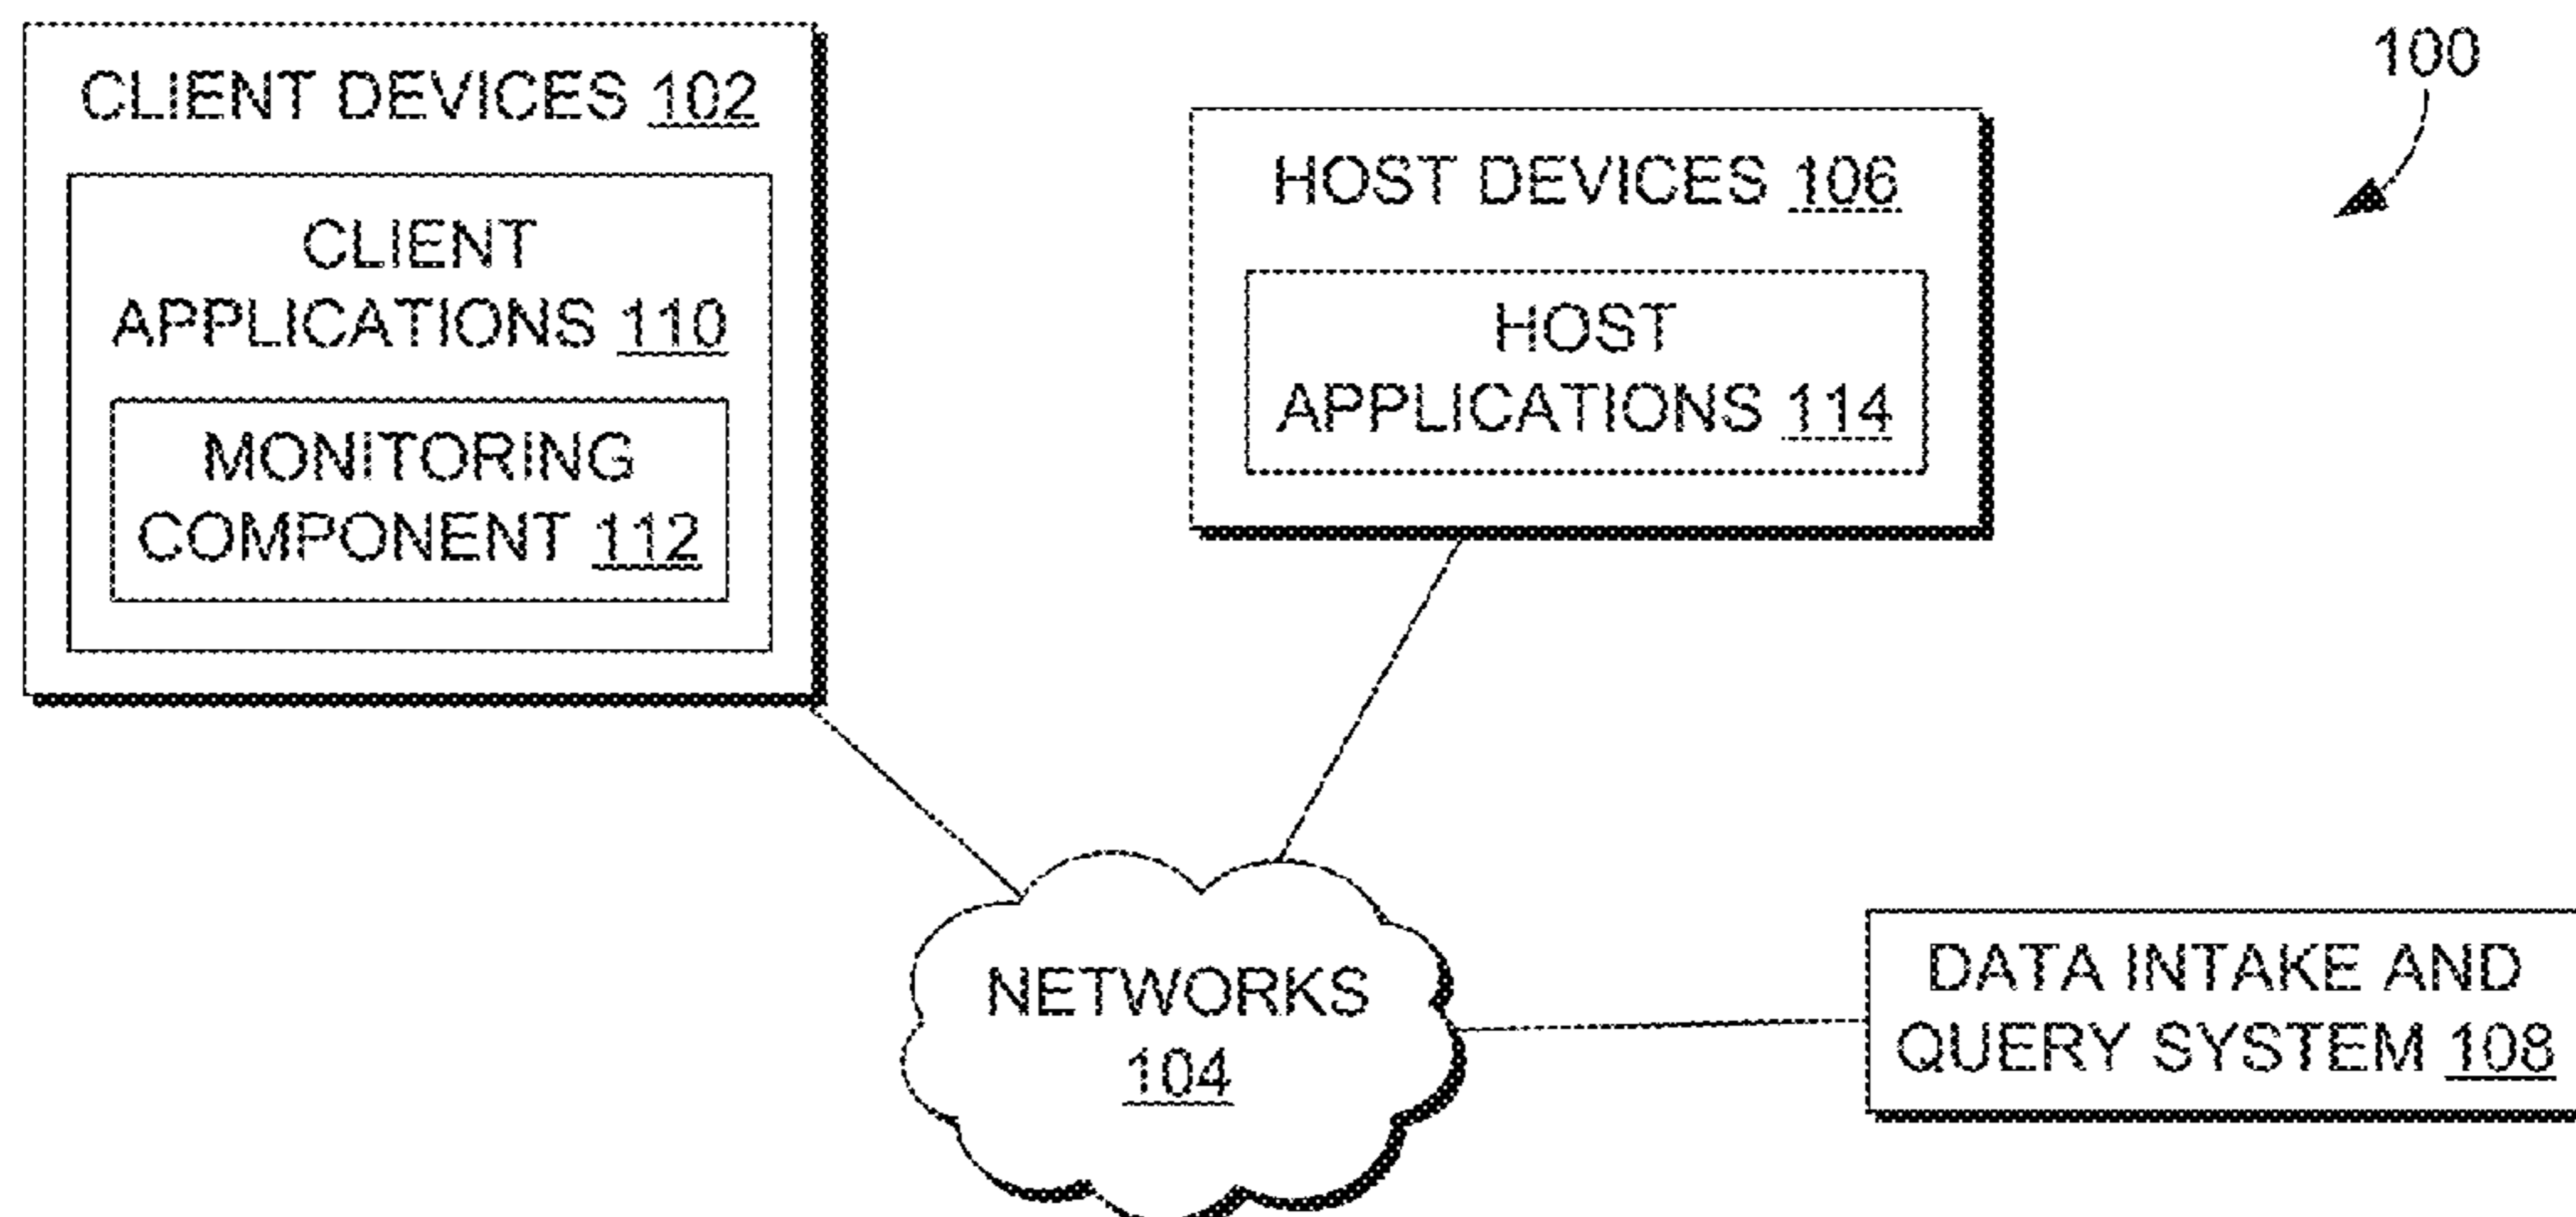 100
CLIENT DEVICES 102
CLIENT
APPLICATIONS 110
MONITORING
COMPONENT 112
HOST DEVICES 106
HOST
APPLICATIONS 114
NETWORKS
104
DATA INTAKE AND
QUERY SYSTEM 108